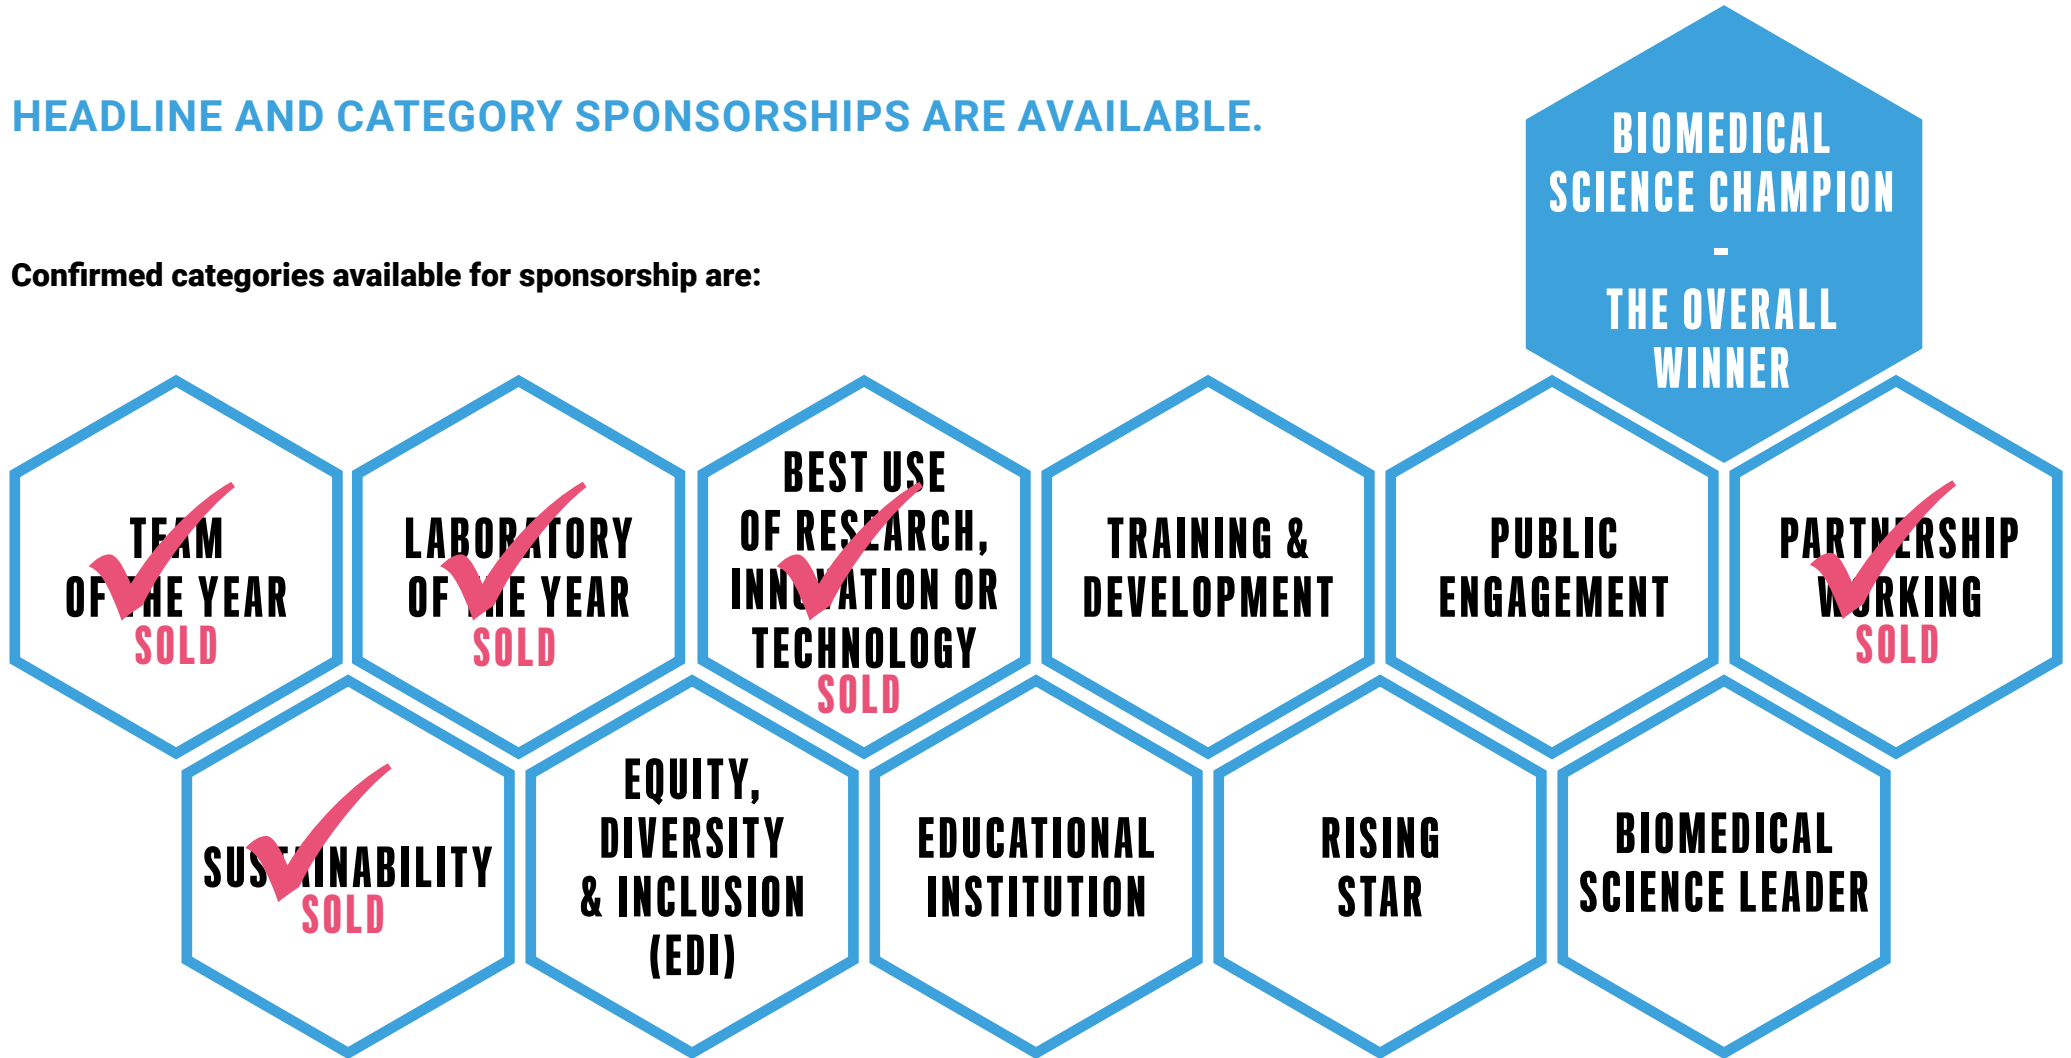 HEADLINE AND CATEGORY SPONSORSHIPS ARE AVAILABLE.
Confirmed categories available for sponsorship are:
BIOMEDICAL
SCIENCE CHAMPION
-
THE OVERALL
WINNER
TEAM
OF THE YEAR
SOLD
LABORATORY
OF THE YEAR
SOLD
BEST USE
OF RESEARCH,
INNOVATION OR
TECHNOLOGY
SOLD
TRAINING &
DEVELOPMENT
PUBLIC
ENGAGEMENT
PARTNERSHIP
WORKING
SOLD
SUSTAINABILITY
SOLD
EQUITY,
DIVERSITY
& INCLUSION
(EDI)
EDUCATIONAL
INSTITUTION
RISING
STAR
BIOMEDICAL
SCIENCE LEADER